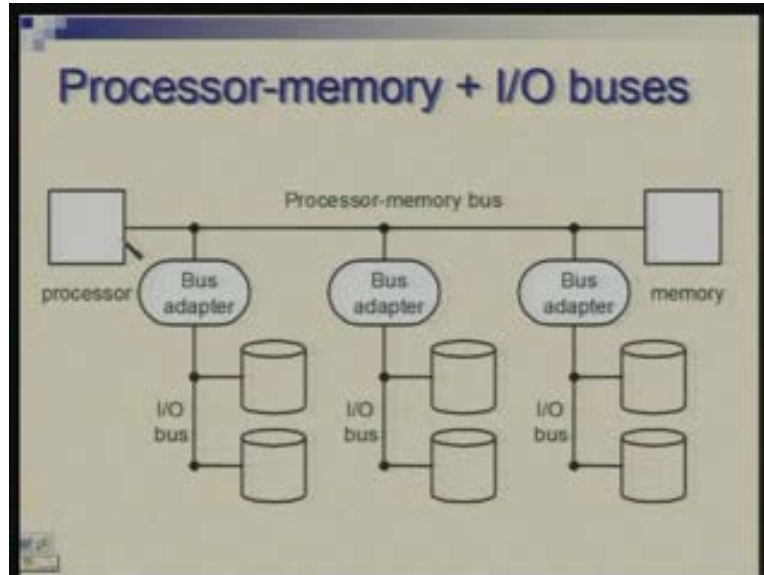 Processor-memory + I/O buses
Processor-memory bus
processor
Bus
adapter
Bus
adapter
Bus
adapter
memory
I/O
bus
I/O
bus
I/O
bus